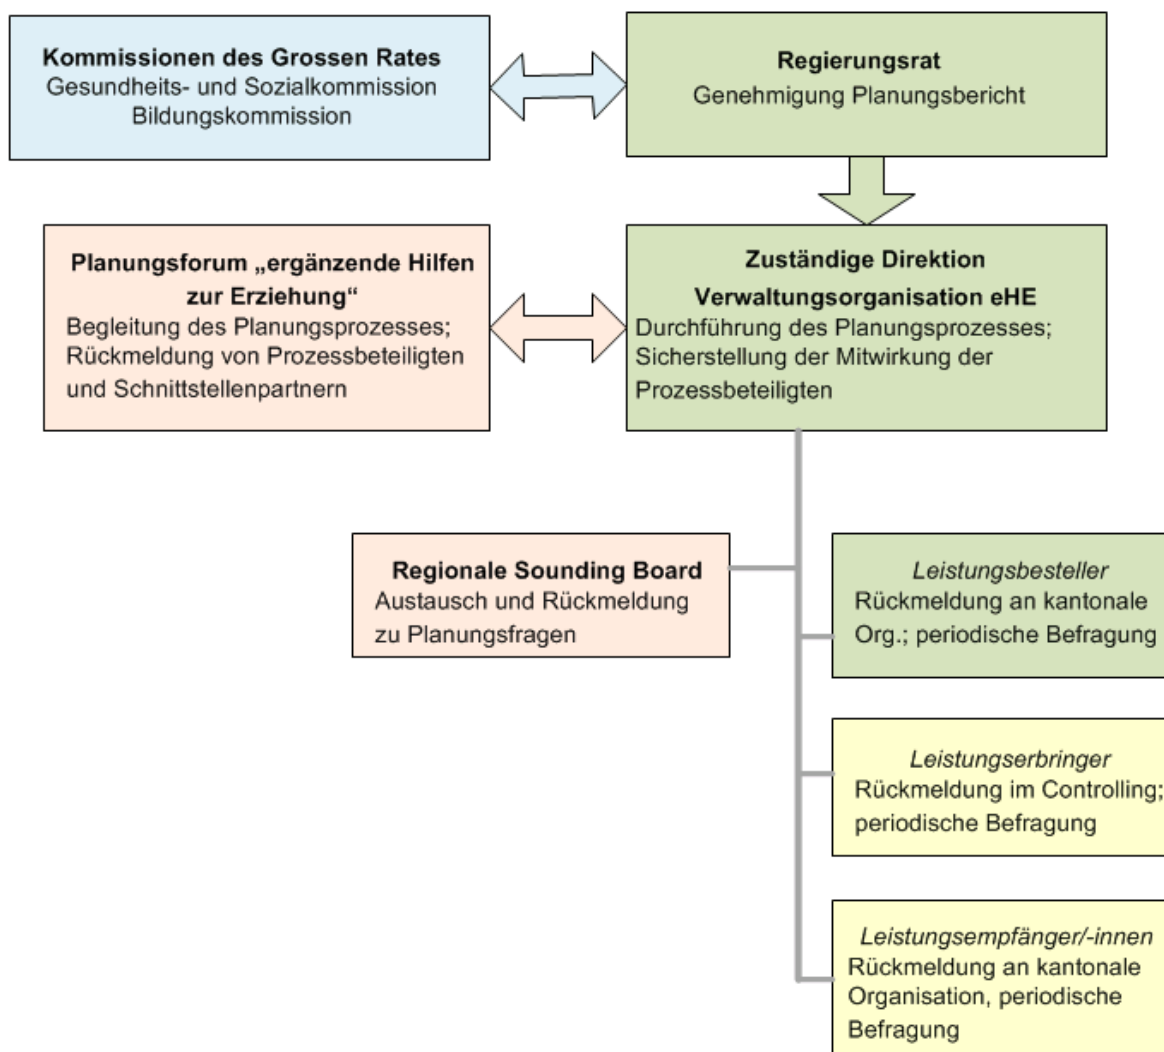 Kommissionen des Grossen Rates
Gesundheits- und Sozialkommission
Bildungskommission
Regierungsrat
Genehmigung Planungsbericht
Planungsforum „ergänzende Hilfen
zur Erziehung“
Begleitung des Planungsprozesses;
Rückmeldung von Prozessbeteiligten
und Schnittstellenpartnern
Zuständige Direktion
Verwaltungsorganisation eHE
Durchführung des Planungsprozesses;
Sicherstellung der Mitwirkung der
Prozessbeteiligten
Regionale Sounding Board
Austausch und Rückmeldung
zu Planungsfragen
Leistungsbesteller
Rückmeldung an kantonale
Org.; periodische Befragung
Leistungserbringer
Rückmeldung im Controlling;
periodische Befragung
Leistungsempfänger/-innen
Rückmeldung an kantonale
Organisation, periodische
Befragung